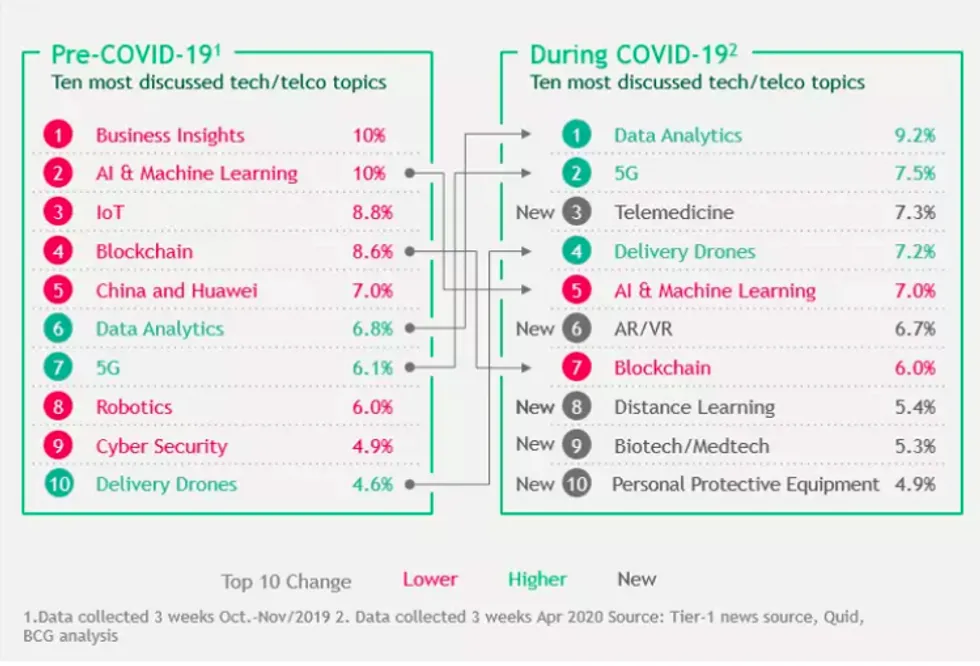 Pre-COVID-19¹
Ten most discussed tech/telco topics
1 Business Insights 10%
2 AI & Machine Learning 10%
3 IoT 8.8%
4 Blockchain 8.6%
5 China and Huawei 7.0%
6 Data Analytics 6.8%
7 5G 6.1%
8 Robotics 6.0%
9 Cyber Security 4.9%
10 Delivery Drones 4.6%
During COVID-19²
Ten most discussed tech/telco topics
1 Data Analytics 9.2%
2 5G 7.5%
New 3 Telemedicine 7.3%
4 Delivery Drones 7.2%
5 AI & Machine Learning 7.0%
New 6 AR/VR 6.7%
7 Blockchain 6.0%
New 8 Distance Learning 5.4%
New 9 Biotech/Medtech 5.3%
New 10 Personal Protective Equipment 4.9%
Top 10 Change Lower Higher New
1.Data collected 3 weeks Oct.-Nov/2019 2. Data collected 3 weeks Apr 2020 Source: Tier-1 news source, Quid,
BCG analysis